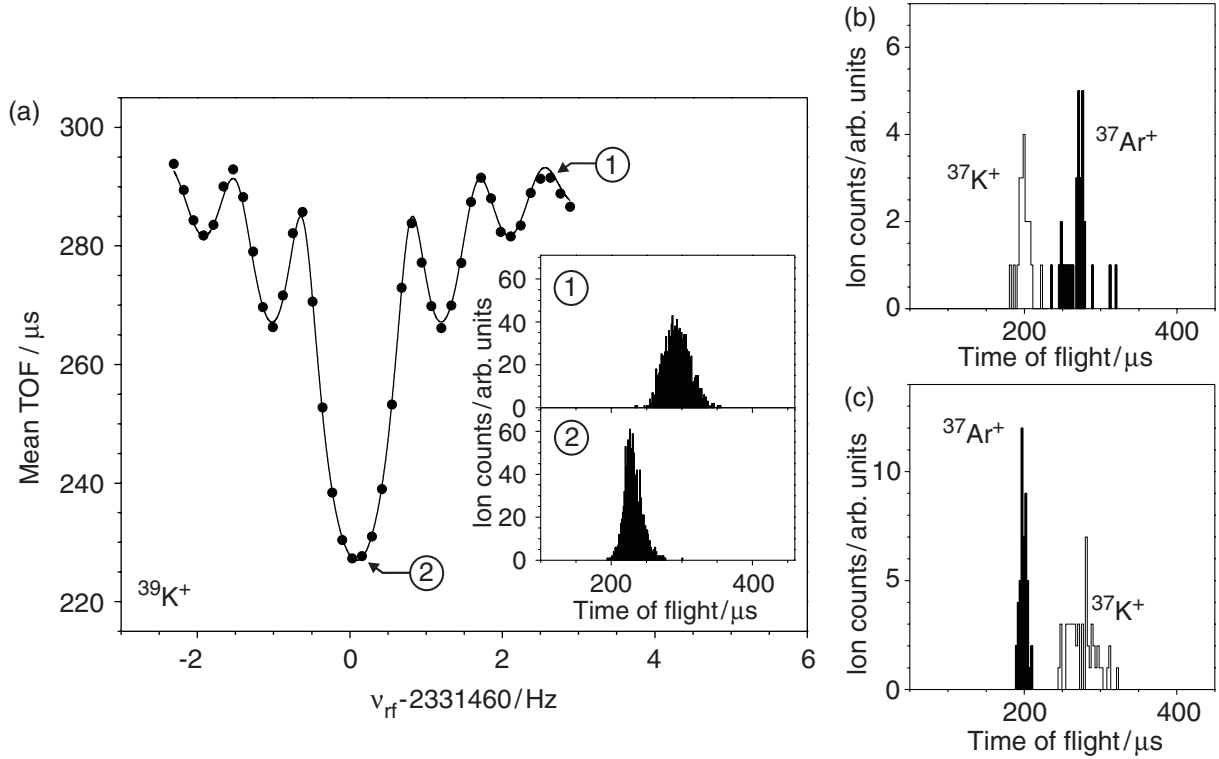 (a)
300
280
260
240
220
Mean TOF / μs
-2
0
2
4
6
νrf-2331460/Hz
39K+
1
2
1
60
40
20
0
2
60
40
20
0
Ion counts/arb. units
200
400
Time of flight/μs
(b)
6
4
2
0
Ion counts/arb. units
37K+
37Ar+
200
400
Time of flight/μs
(c)
10
5
0
Ion counts/arb. units
37Ar+
37K+
200
400
Time of flight/μs